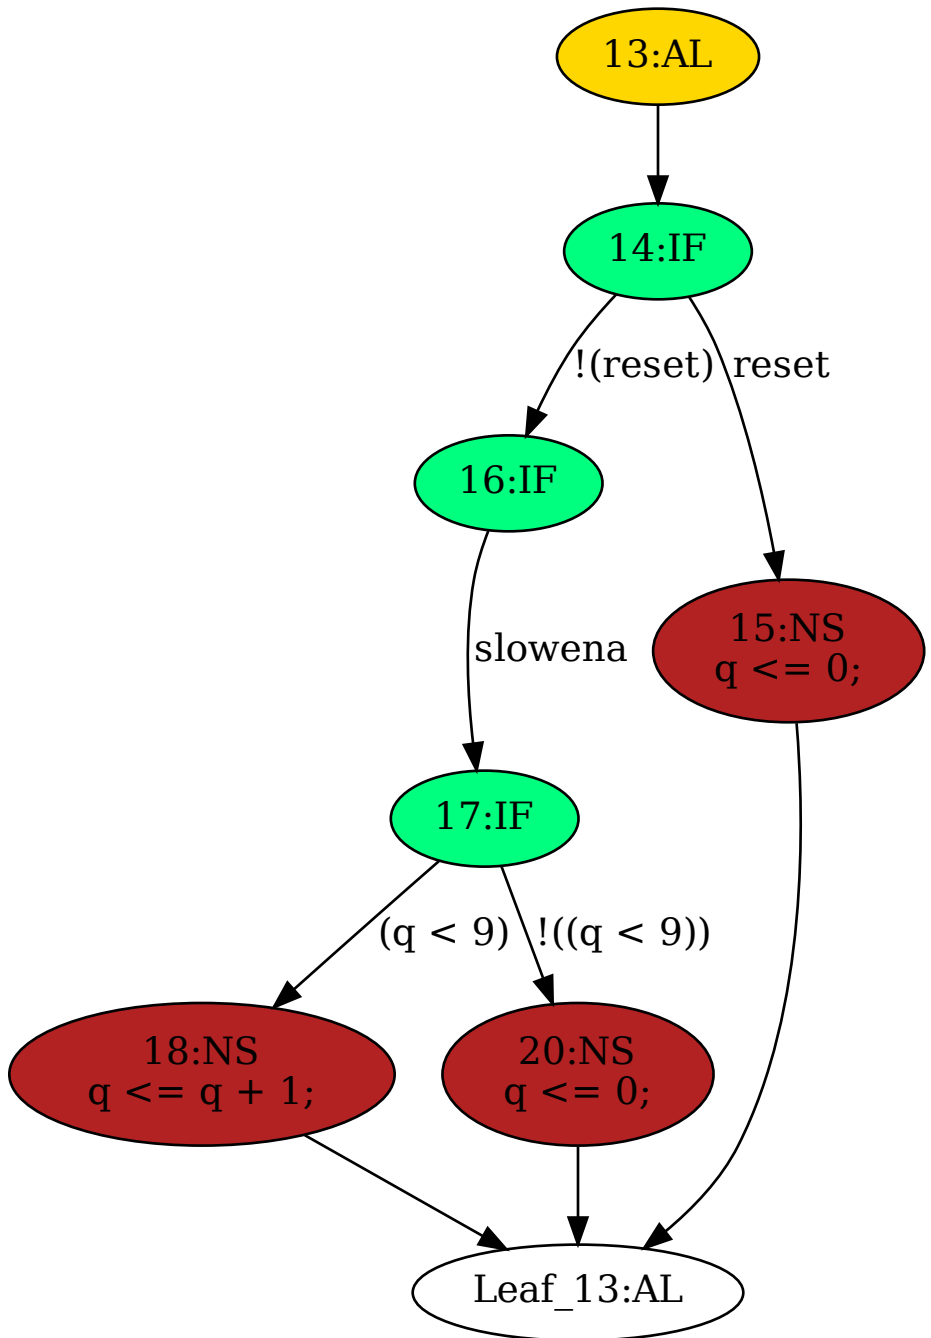 13:AL
14:IF
!(reset)
reset
16:IF
15:NS
q <= 0;
slowena
17:IF
(q < 9)
!((q < 9))
18:NS
q <= q + 1;
20:NS
q <= 0;
Leaf_13:AL